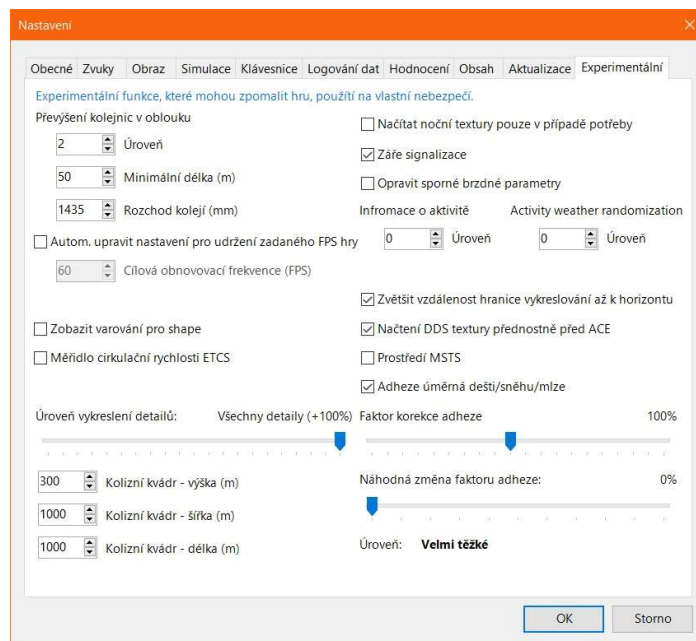 Nastavení
Obecné Zvuky Obraz Simulace Klávesnice Logování dat Hodnocení Obsah Aktualizace Experimentální
Experimentální funkce, které mohou zpomalit hru, použítí na vlastní nebezpečí.
Převýšení kolejnic v oblouku
2 Úroveň
50 Minimální délka (m)
1435 Rozchod kolejí (mm)
Autom. upravit nastavení pro udržení zadaného FPS hry
60 Cílová obnovovací frekvence (FPS)
Zobazit varování pro shape
Měřidlo cirkulační rychlosti ETCS
Úroveň vykreslení detailů: Všechny detaily (+100%)
300 Kolizní kvádr - výška (m)
1000 Kolizní kvádr - šířka (m)
1000 Kolizní kvádr - délka (m)
Načítat noční textury pouze v případě potřeby
Záře signalizace
Opravit sporné brzdné parametry
Infromace o aktivitě Activity weather randomization
0 Úroveň 0 Úroveň
Zvětšit vzdálenost hranice vykreslování až k horizontu
Načtení DDS textury přednostně před ACE
Prostředí MSTS
Adheze úměrná dešti/sněhu/mlze
Faktor korekce adheze 100%
Náhodná změna faktoru adheze: 0%
Úroveň: Velmi těžké
OK Storno